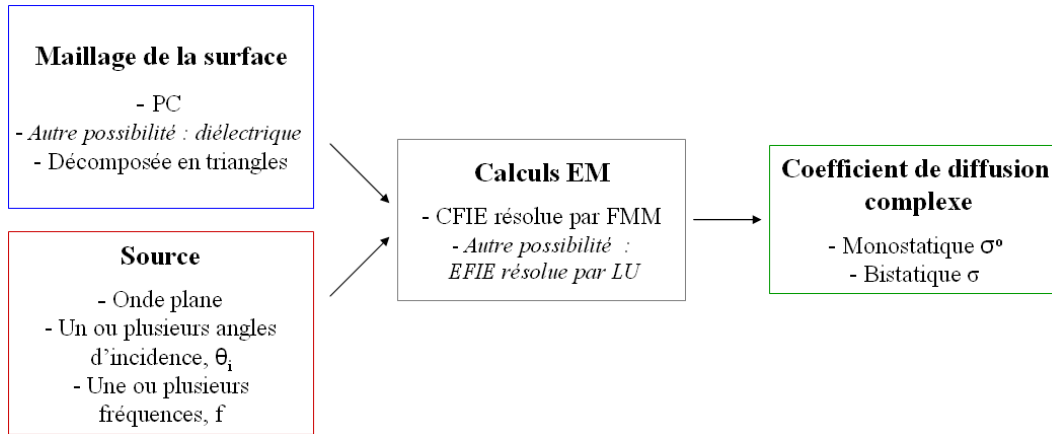 Maillage de la surface
- PC
- Autre possibilité : diélectrique
- Décomposée en triangles
Source
- Onde plane
- Un ou plusieurs angles
d’incidence, θi
- Une ou plusieurs
fréquences, f
Calculs EM
- CFIE résolue par FMM
- Autre possibilité :
EFIE résolue par LU
Coefficient de diffusion
complexe
- Monostatique σº
- Bistatique σ